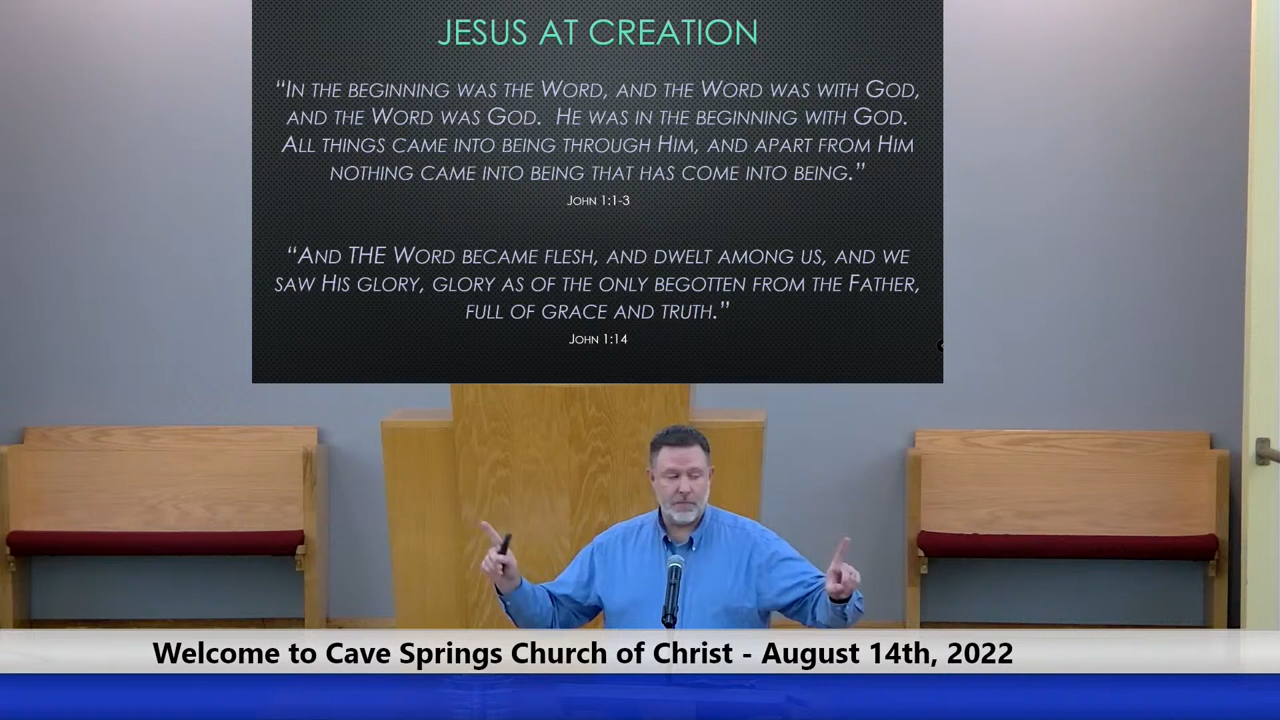 JESUS AT CREATION
“IN THE BEGINNING WAS THE WORD, AND THE WORD WAS WITH GOD,
AND THE WORD WAS GOD. HE WAS IN THE BEGINNING WITH GOD.
ALL THINGS CAME INTO BEING THROUGH HIM, AND APART FROM HIM
NOTHING CAME INTO BEING THAT HAS COME INTO BEING.”
JOHN 1:1-3
“AND THE WORD BECAME FLESH, AND DWELT AMONG US, AND WE
SAW HIS GLORY, GLORY AS OF THE ONLY BEGOTTEN FROM THE FATHER,
FULL OF GRACE AND TRUTH.”
JOHN 1:14
Welcome to Cave Springs Church of Christ - August 14th, 2022